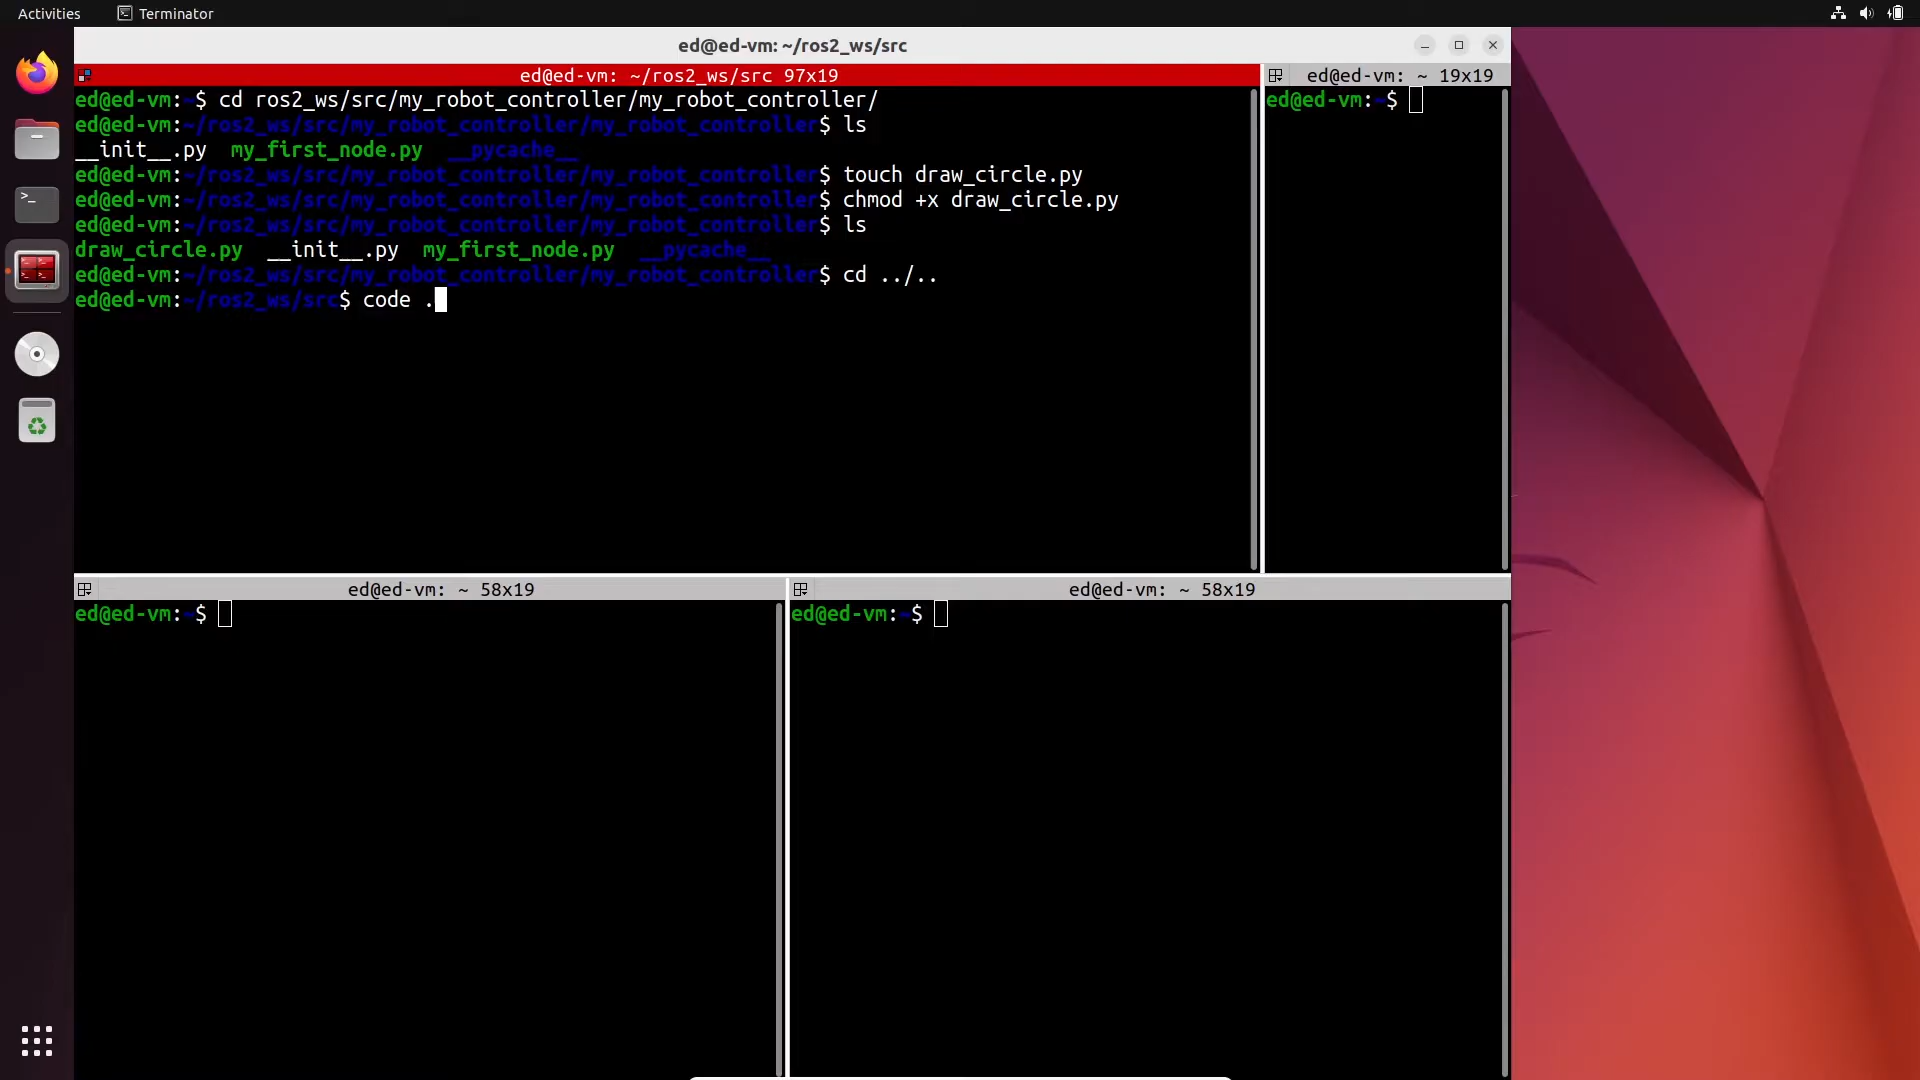 Activities
Terminator
ed@ed-vm: ~/ros2_ws/src
ed@ed-vm: ~/ros2_ws/src 97x19
ed@ed-vm:~$ cd ros2_ws/src/my_robot_controller/my_robot_controller/
ed@ed-vm:~/ros2_ws/src/my_robot_controller/my_robot_controller$ ls
__init__.py my_first_node.py __pycache__
ed@ed-vm:~/ros2_ws/src/my_robot_controller/my_robot_controller$ touch draw_circle.py
ed@ed-vm:~/ros2_ws/src/my_robot_controller/my_robot_controller$ chmod +x draw_circle.py
ed@ed-vm:~/ros2_ws/src/my_robot_controller/my_robot_controller$ ls
draw_circle.py __init__.py my_first_node.py __pycache__
ed@ed-vm:~/ros2_ws/src/my_robot_controller/my_robot_controller$ cd ../..
ed@ed-vm:~/ros2_ws/src$ code .
ed@ed-vm: ~ 19x19
ed@ed-vm:~$
ed@ed-vm: ~ 58x19
ed@ed-vm:~$
ed@ed-vm: ~ 58x19
ed@ed-vm:~$